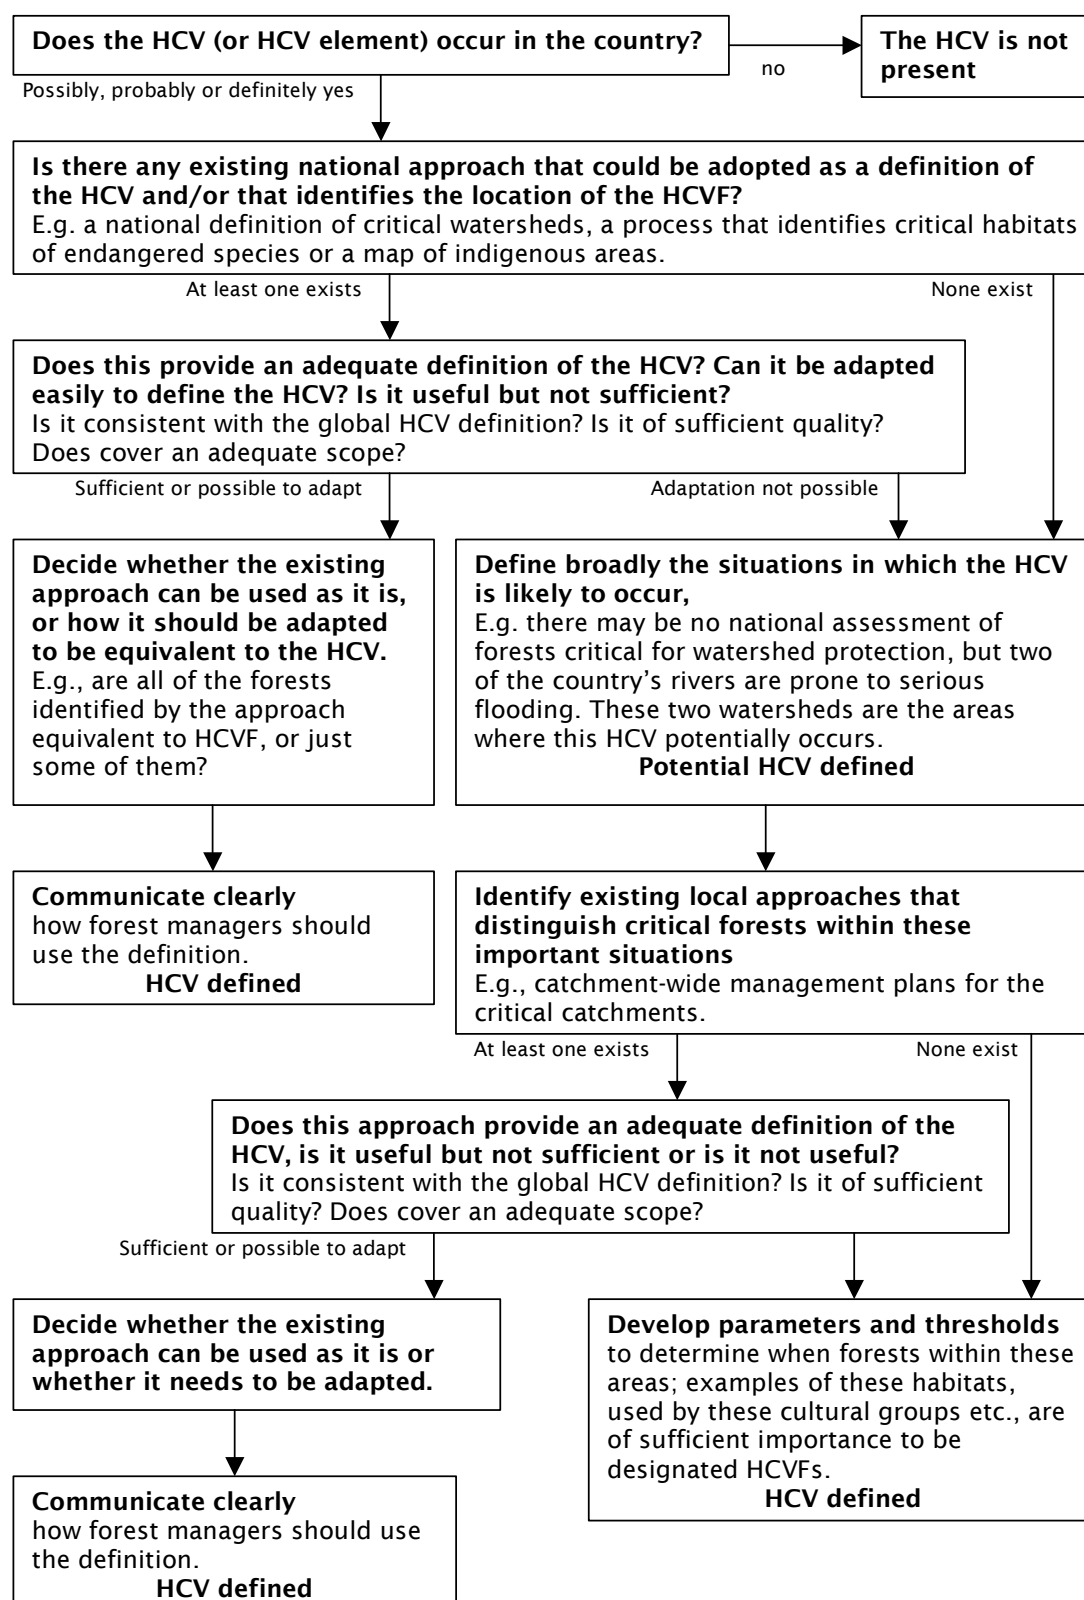 Does the HCV (or HCV element) occur in the country?
no
The HCV is not
present
Possibly, probably or definitely yes
Is there any existing national approach that could be adopted as a definition of
the HCV and/or that identifies the location of the HCVF?
E.g. a national definition of critical watersheds, a process that identifies critical habitats
of endangered species or a map of indigenous areas.
At least one exists
None exist
Does this provide an adequate definition of the HCV? Can it be adapted
easily to define the HCV? Is it useful but not sufficient?
Is it consistent with the global HCV definition? Is it of sufficient quality?
Does cover an adequate scope?
Sufficient or possible to adapt
Adaptation not possible
Decide whether the existing
approach can be used as it is,
or how it should be adapted
to be equivalent to the HCV.
E.g., are all of the forests
identified by the approach
equivalent to HCVF, or just
some of them?
Define broadly the situations in which the HCV
is likely to occur,
E.g. there may be no national assessment of
forests critical for watershed protection, but two
of the country's rivers are prone to serious
flooding. These two watersheds are the areas
where this HCV potentially occurs.
Potential HCV defined
Communicate clearly
how forest managers should
use the definition.
HCV defined
Identify existing local approaches that
distinguish critical forests within these
important situations
E.g., catchment-wide management plans for the
critical catchments.
At least one exists
None exist
Does this approach provide an adequate definition of the
HCV, is it useful but not sufficient or is it not useful?
Is it consistent with the global HCV definition? Is it of sufficient
quality? Does cover an adequate scope?
Sufficient or possible to adapt
Decide whether the existing
approach can be used as it is or
whether it needs to be adapted.
Develop parameters and thresholds
to determine when forests within these
areas; examples of these habitats,
used by these cultural groups etc., are
of sufficient importance to be
designated HCVFs.
HCV defined
Communicate clearly
how forest managers should use
the definition.
HCV defined